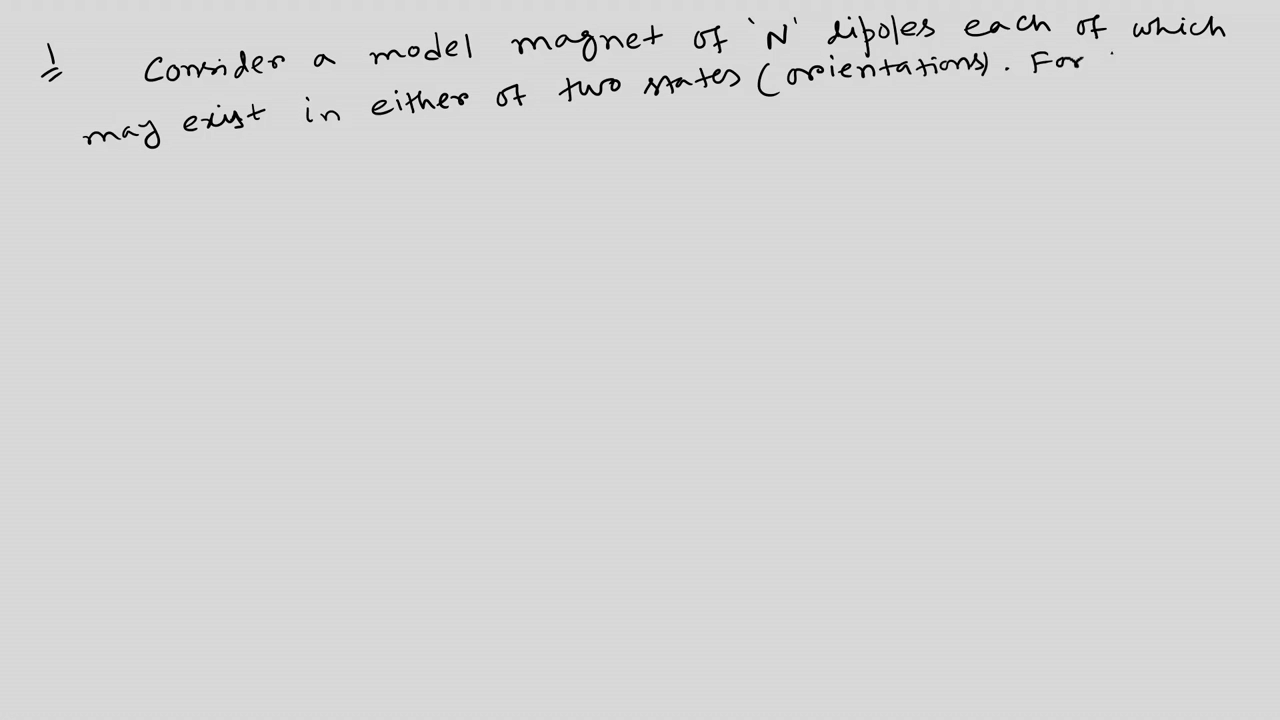 1 Consider a model magnet of 'N' dipoles each of which
may exist in either of two states (orientations). For